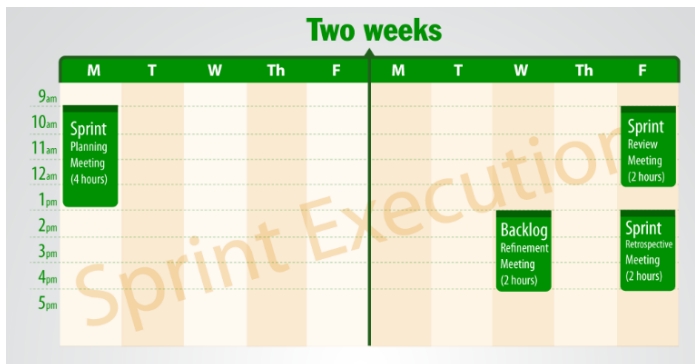 Two weeks
M T W Th F M T W Th F
9am
10am
11am
12am
1pm
2pm
3pm
4pm
5pm
Sprint
Planning
Meeting
(4 hours)
Backlog
Refinement
Meeting
(2 hours)
Sprint
Review
Meeting
(2 hours)
Sprint
Retrospective
Meeting
(2 hours)
Sprint Execution